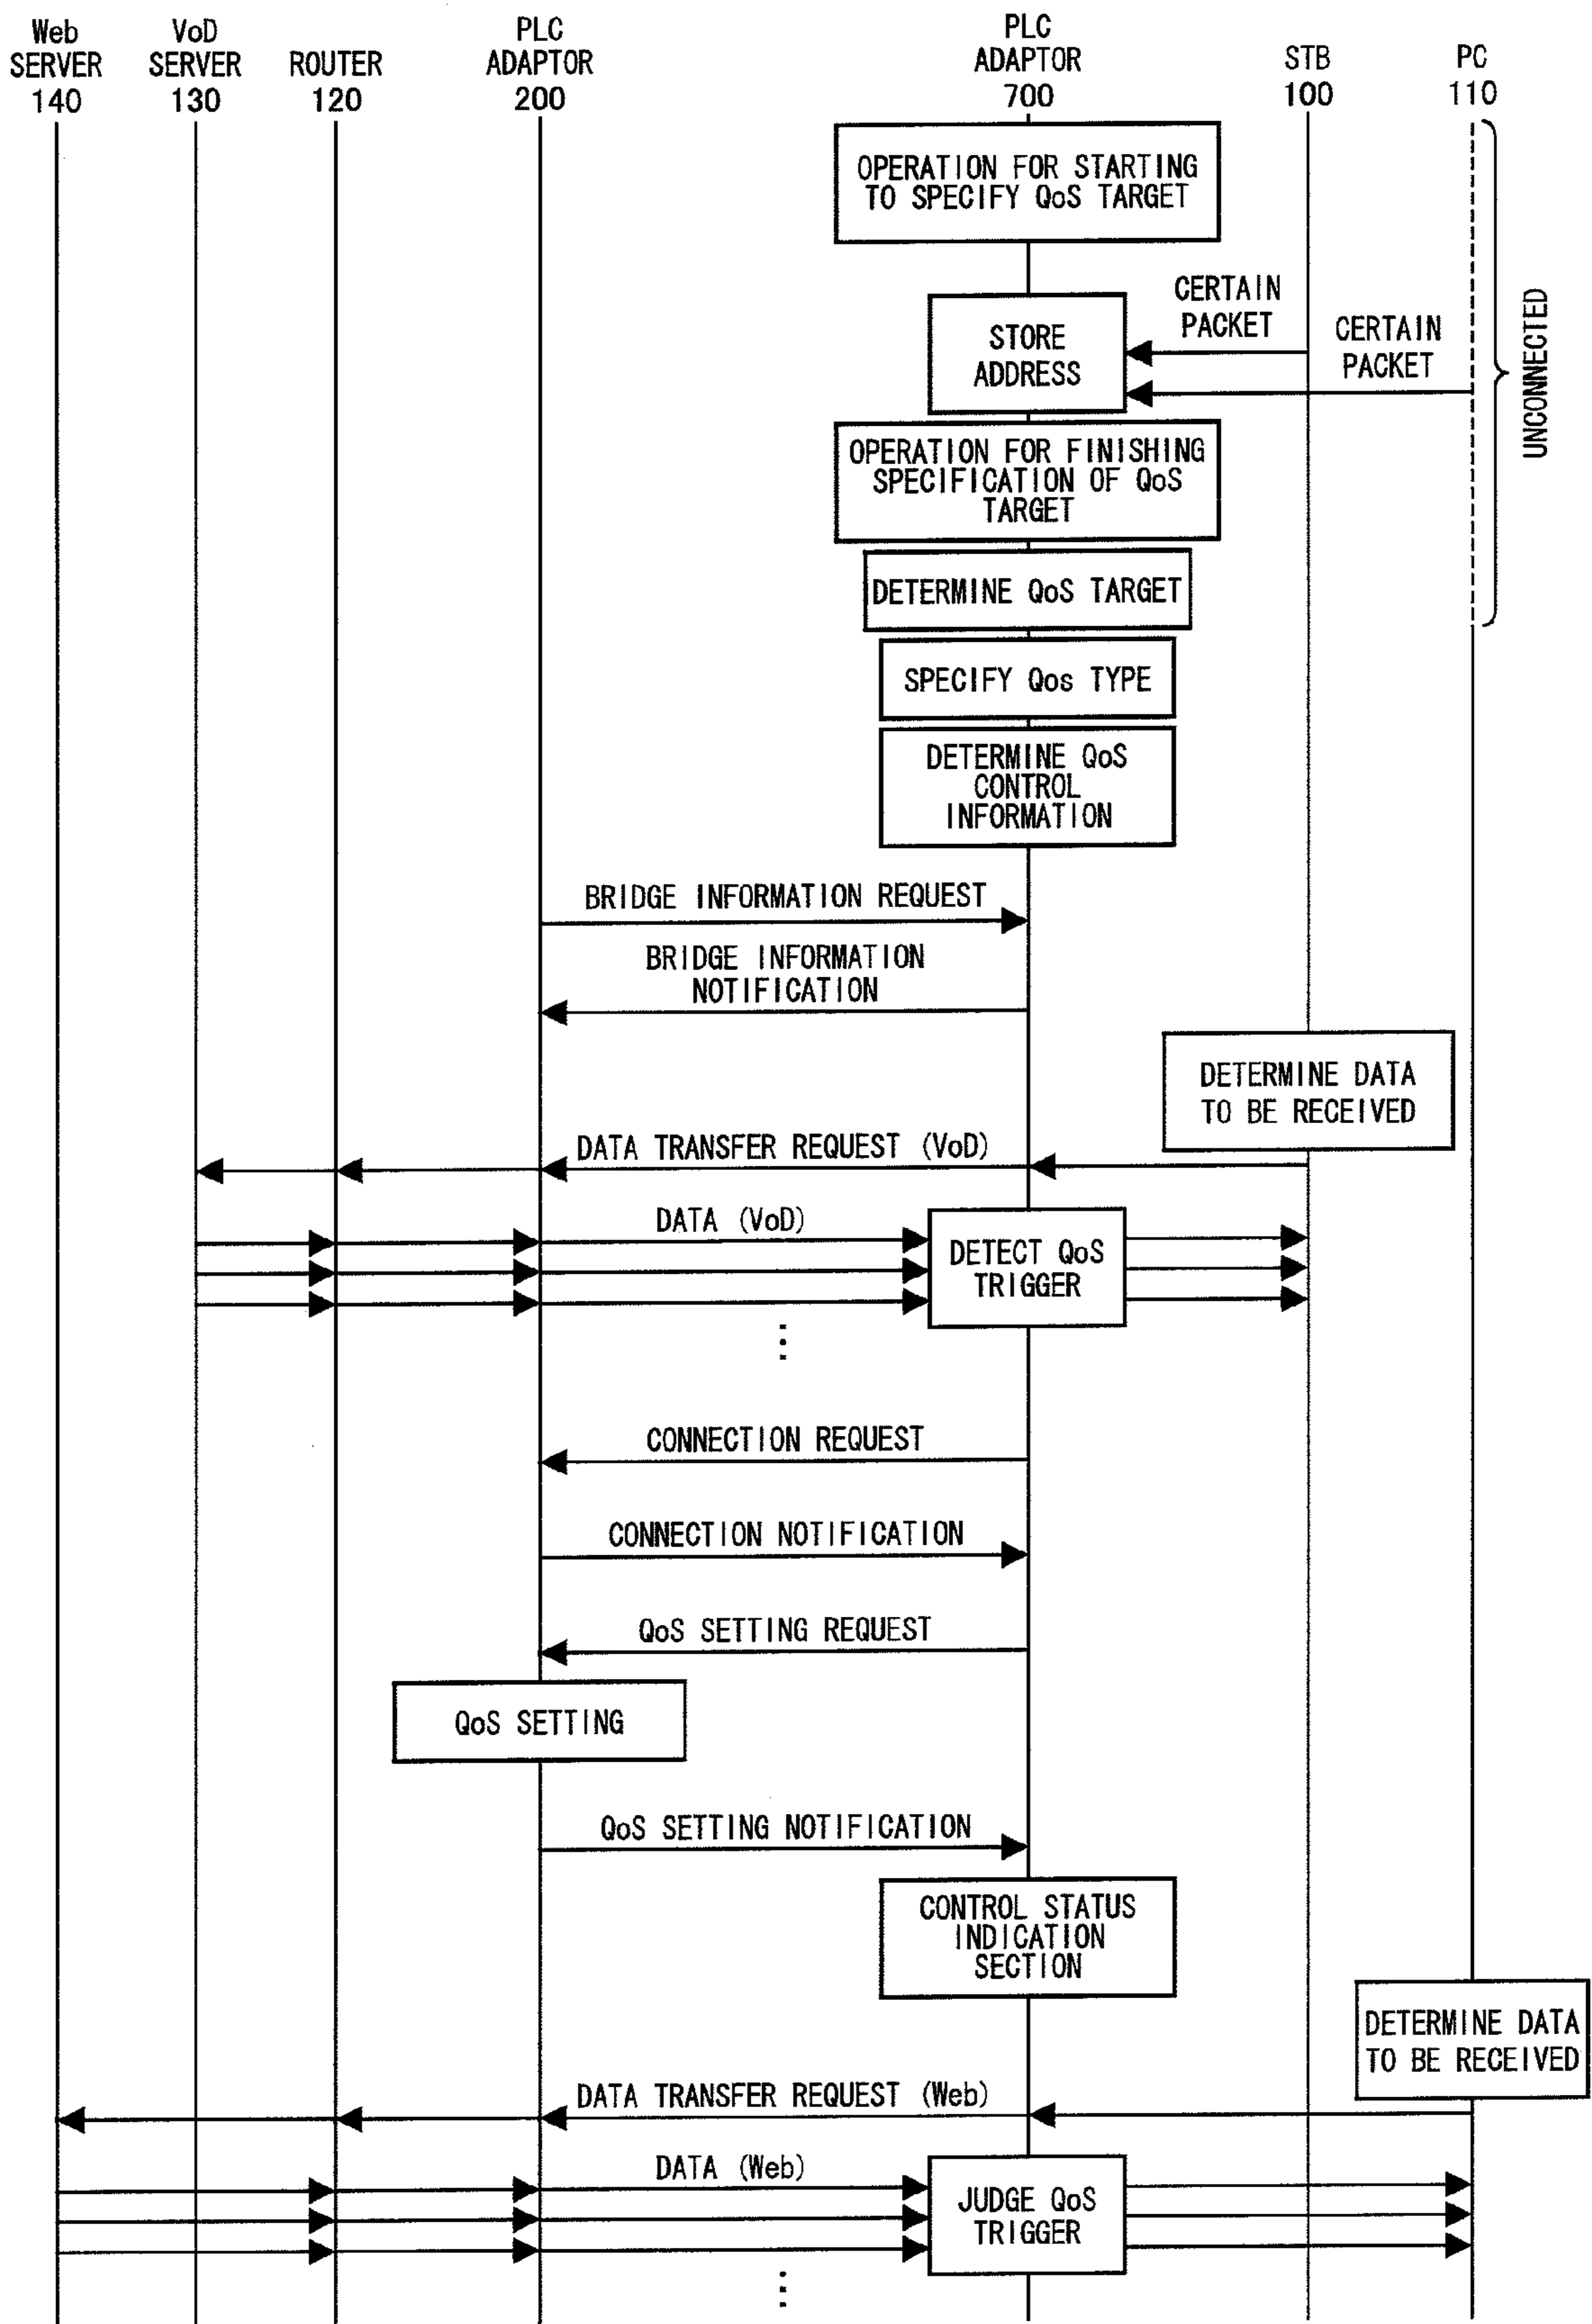 Web
SERVER
140
VoD
SERVER
130
ROUTER
120
PLC
ADAPTOR
200
PLC
ADAPTOR
700
STB
100
PC
110
OPERATION FOR STARTING
TO SPECIFY QoS TARGET
CERTAIN
PACKET
CERTAIN
PACKET
STORE
ADDRESS
UNCONNECTED
OPERATION FOR FINISHING
SPECIFICATION OF QoS
TARGET
DETERMINE QoS TARGET
SPECIFY Qos TYPE
DETERMINE QoS
CONTROL
INFORMATION
BRIDGE INFORMATION REQUEST
BRIDGE INFORMATION
NOTIFICATION
DETERMINE DATA
TO BE RECEIVED
DATA TRANSFER REQUEST (VoD)
DATA (VoD)
DETECT QoS
TRIGGER
CONNECTION REQUEST
CONNECTION NOTIFICATION
QoS SETTING REQUEST
QoS SETTING
QoS SETTING NOTIFICATION
CONTROL STATUS
INDICATION
SECTION
DETERMINE DATA
TO BE RECEIVED
DATA TRANSFER REQUEST (Web)
DATA (Web)
JUDGE QoS
TRIGGER